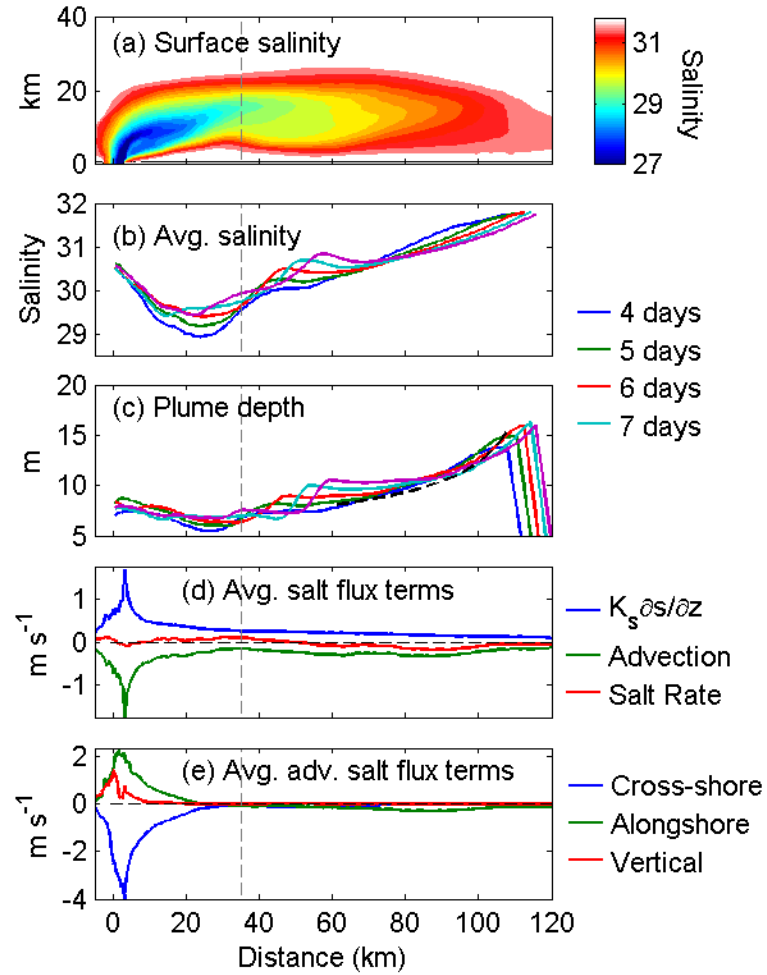 40
20
0
km
(a) Surface salinity
31
29
27
Salinity
32
31
30
29
Salinity
(b) Avg. salinity
4 days
5 days
6 days
7 days
20
15
10
5
m
(c) Plume depth
1
0
-1
m s⁻¹
(d) Avg. salt flux terms
Kₛ∂s/∂z
Advection
Salt Rate
2
0
-2
-4
m s⁻¹
(e) Avg. adv. salt flux terms
Cross-shore
Alongshore
Vertical
0 20 40 60 80 100 120
Distance (km)